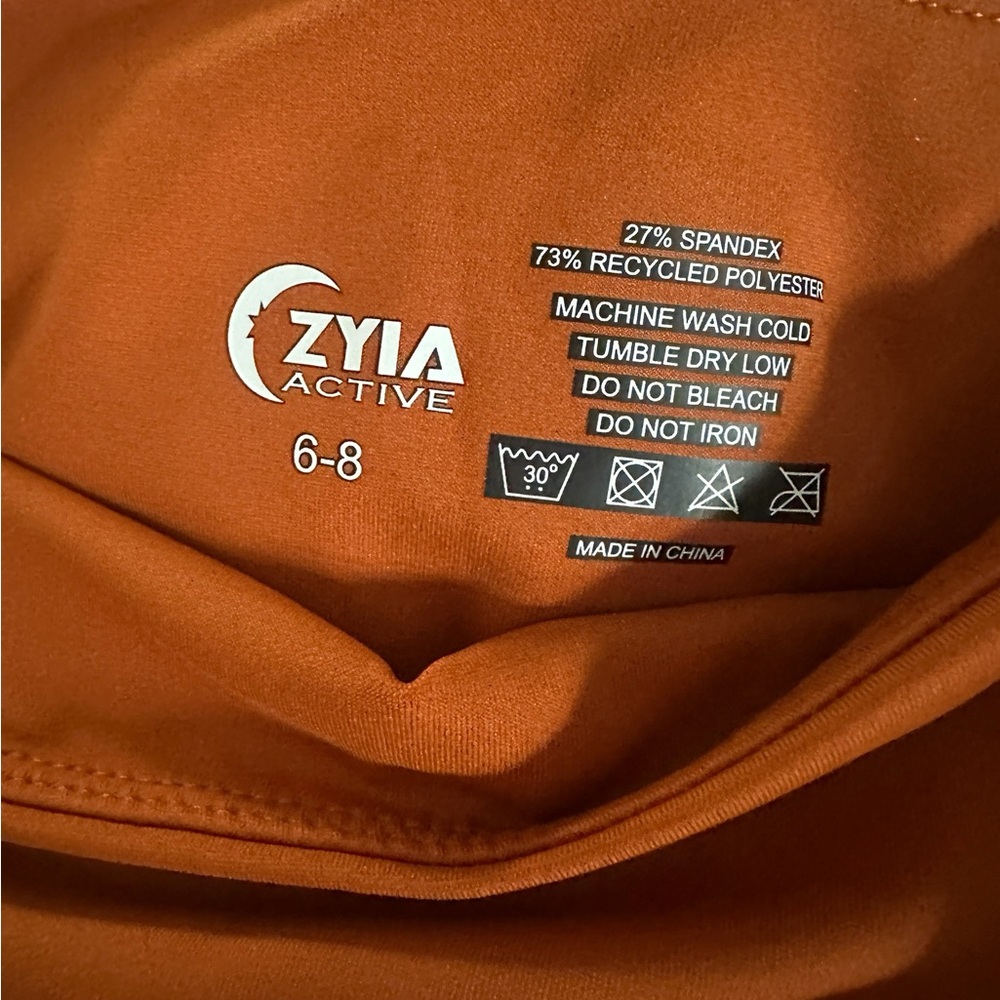 ZYIA
ACTIVE
6-8
27% SPANDEX
73% RECYCLED POLYESTER
MACHINE WASH COLD
TUMBLE DRY LOW
DO NOT BLEACH
DO NOT IRON
30°
MADE IN CHINA